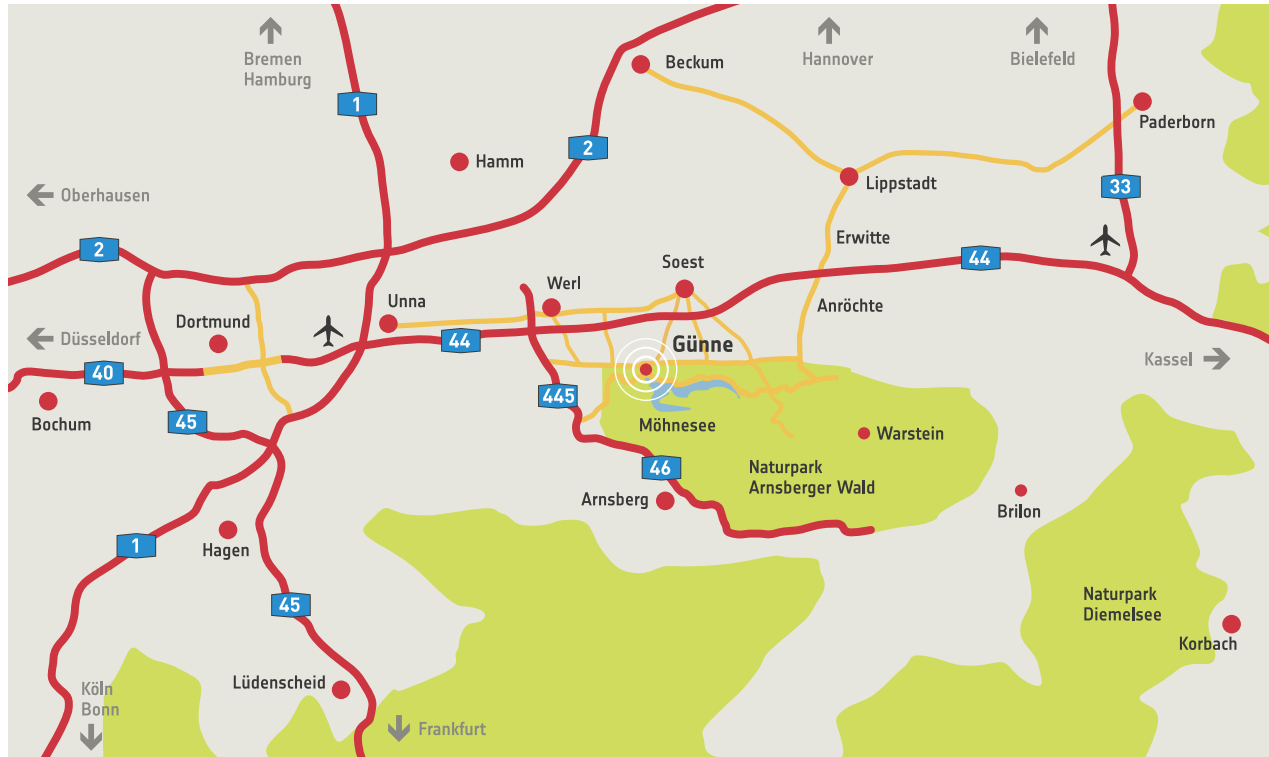 Bremen
Hamburg
Hannover
Bielefeld
Beckum
1
Paderborn
2
Hamm
Lippstadt
33
Oberhausen
Erwitte
2
44
Soest
Werl
Unna
Anröchte
Dortmund
Düsseldorf
44
Günne
Kassel
40
445
Bochum
45
Möhnesee
Warstein
46
Naturpark
Arnsberger Wald
Arnsberg
Brilon
1
Hagen
45
Naturpark
Diemelsee
Korbach
Lüdenscheid
Köln
Bonn
Frankfurt